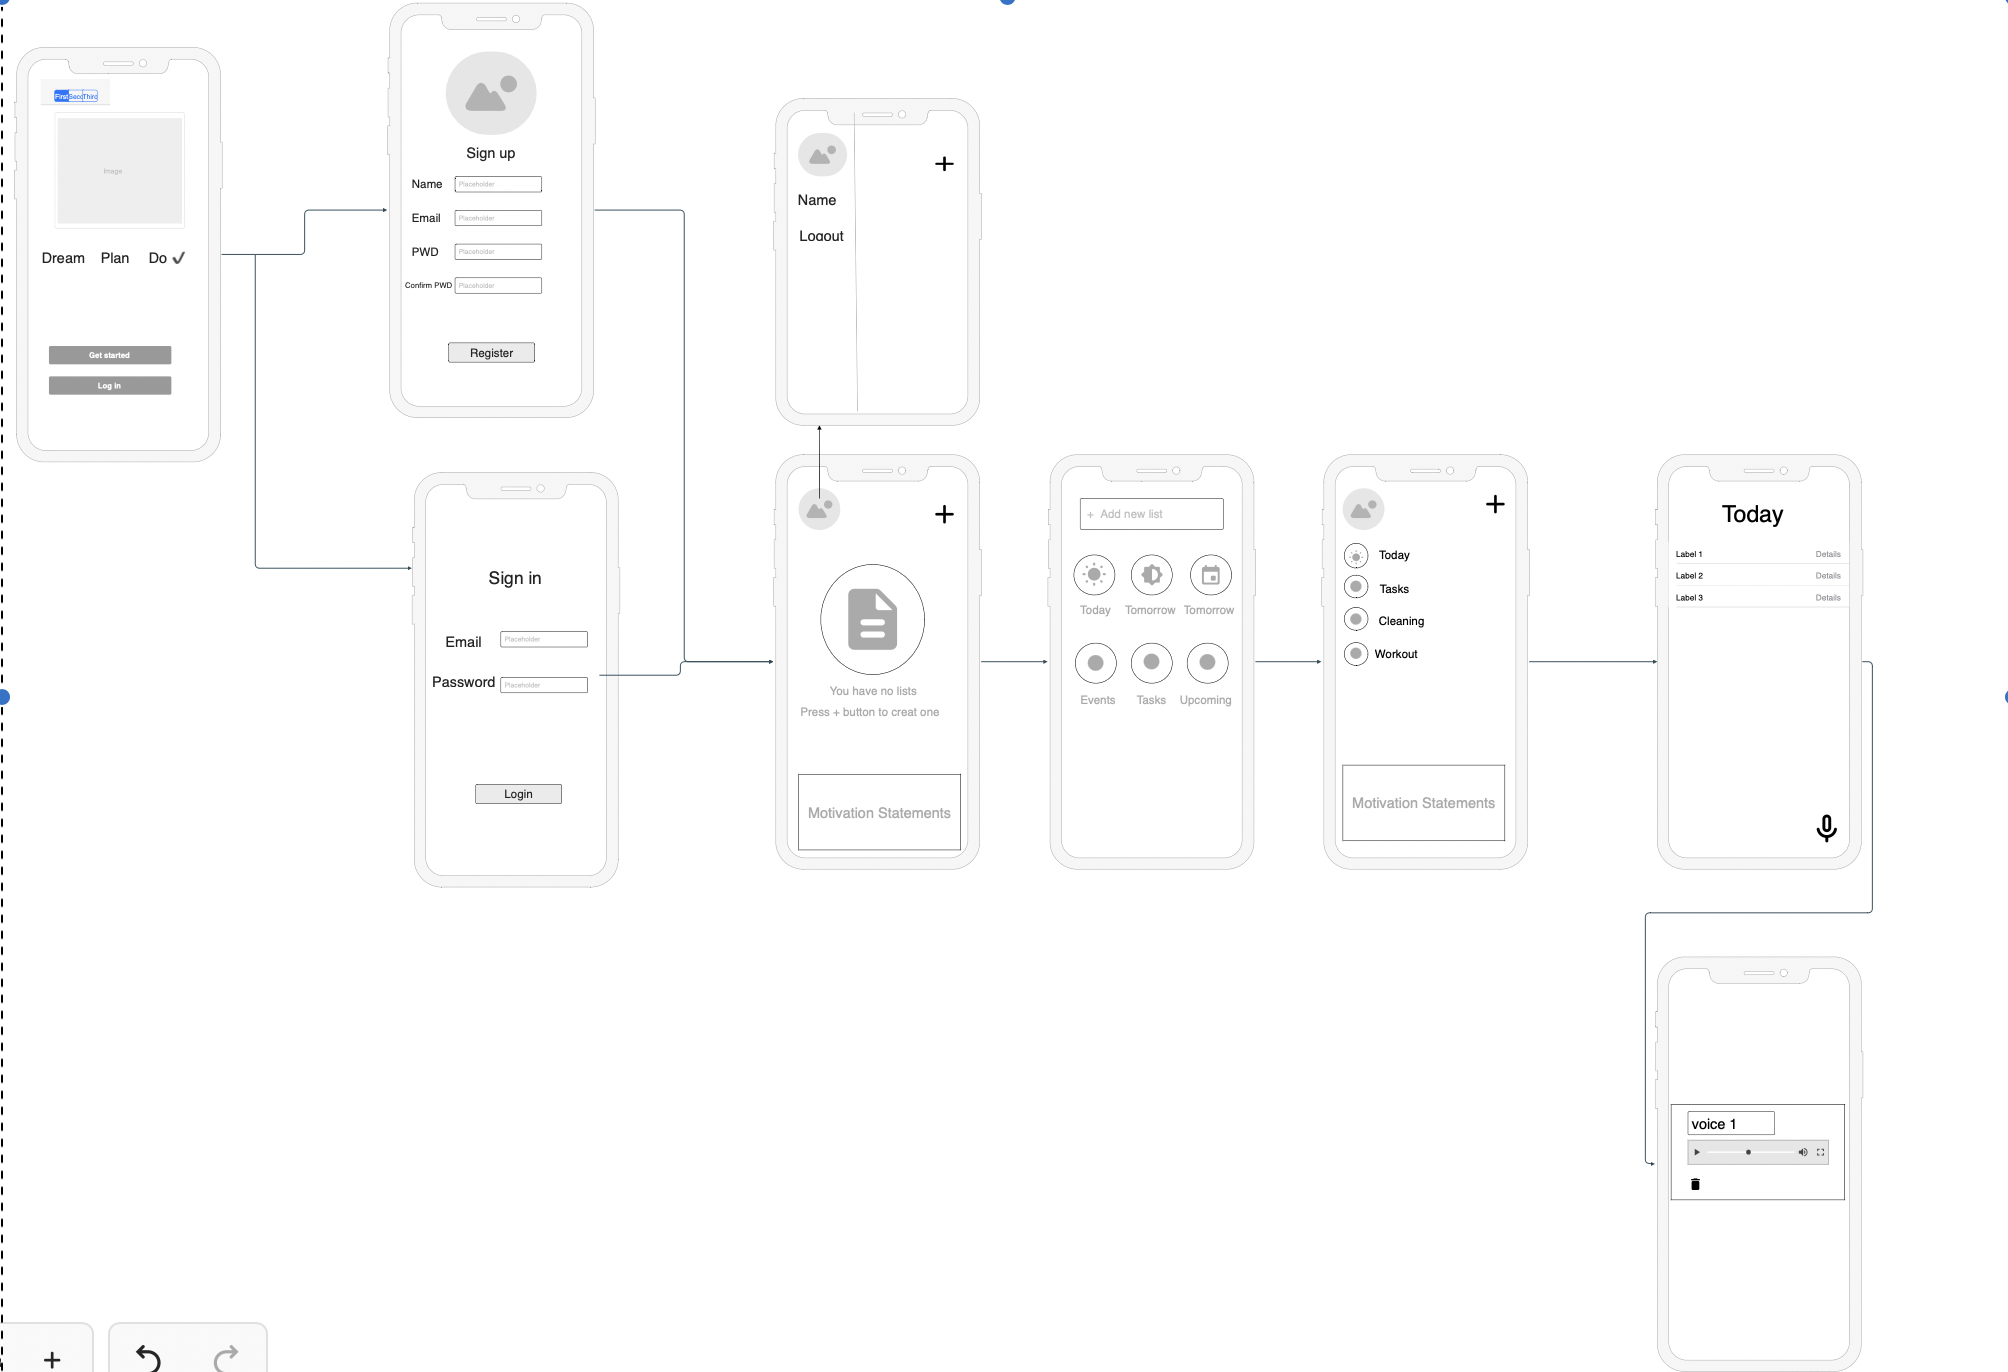 First Seco Third
Image
Dream Plan Do
Get started
Log in
Sign up
Name Placeholder
Email Placeholder
PWD Placeholder
Confirm PWD Placeholder
Register
Sign in
Email Placeholder
Password Placeholder
Login
Name
Logout
You have no lists
Press + button to creat one
Motivation Statements
+ Add new list
Today Tomorrow Tomorrow
Events Tasks Upcoming
Today
Tasks
Cleaning
Workout
Motivation Statements
Today
Label 1 Details
Label 2 Details
Label 3 Details
voice 1